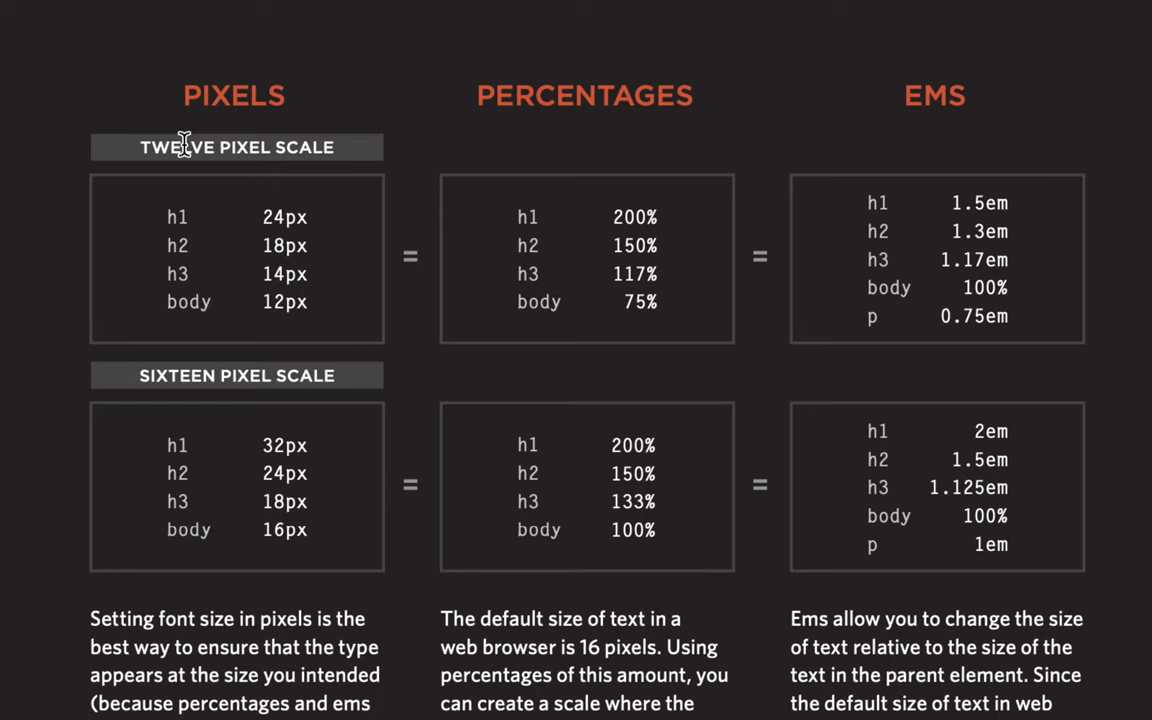 PIXELS
PERCENTAGES
EMS
TWELVE PIXEL SCALE
h1 24px
h2 18px
h3 14px
body 12px
=
h1 200%
h2 150%
h3 117%
body 75%
=
h1 1.5em
h2 1.3em
h3 1.17em
body 100%
p 0.75em
SIXTEEN PIXEL SCALE
h1 32px
h2 24px
h3 18px
body 16px
=
h1 200%
h2 150%
h3 133%
body 100%
=
h1 2em
h2 1.5em
h3 1.125em
body 100%
p 1em
Setting font size in pixels is the
best way to ensure that the type
appears at the size you intended
(because percentages and ems
The default size of text in a
web browser is 16 pixels. Using
percentages of this amount, you
can create a scale where the
Ems allow you to change the size
of text relative to the size of the
text in the parent element. Since
the default size of text in web